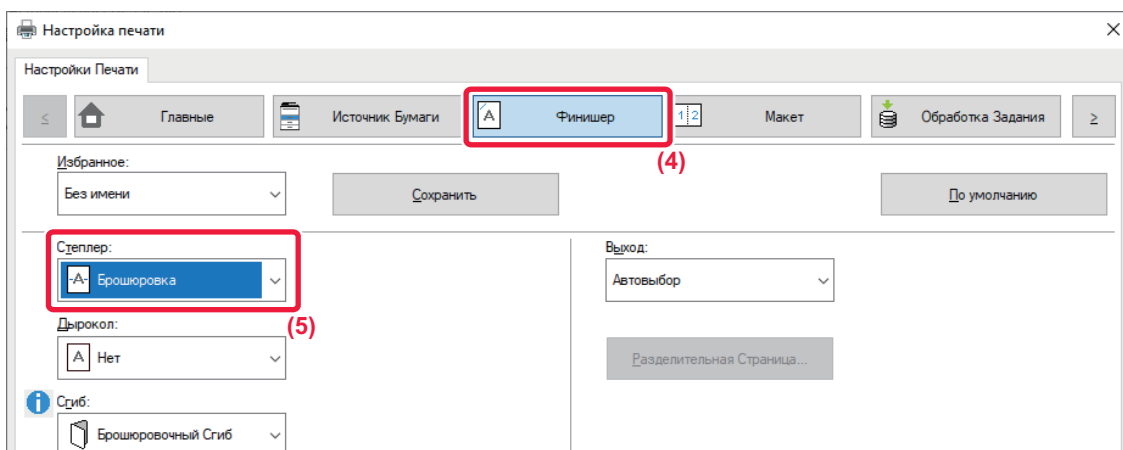 Настройка печати
Настройки Печати
< Главные Источник Бумаги A Финишер 1 2 Макет Обработка Задания >
(4)
Избранное:
Без имени Сохранить По умолчанию
Степлер: Выход:
-A- Брошюровка Автовыбор
(5)
Дырокол:
A Нет Разделительная Страница...
i Сгиб:
Брошюровочный Сгиб